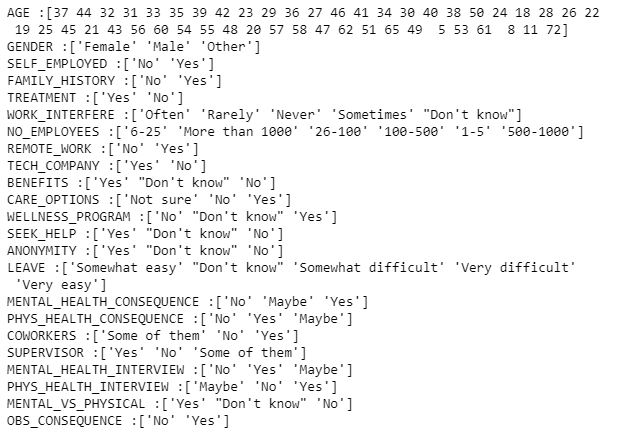 AGE :[37 44 32 31 33 35 39 42 23 29 36 27 46 41 34 30 40 38 50 24 18 28 26 22
19 25 45 21 43 56 60 54 55 48 20 57 58 47 62 51 65 49  5 53 61  8 11 72]
GENDER :['Female' 'Male' 'Other']
SELF_EMPLOYED :['No' 'Yes']
FAMILY_HISTORY :['No' 'Yes']
TREATMENT :['Yes' 'No']
WORK_INTERFERE :['Often' 'Rarely' 'Never' 'Sometimes' "Don't know"]
NO_EMPLOYEES :['6-25' 'More than 1000' '26-100' '100-500' '1-5' '500-1000']
REMOTE_WORK :['No' 'Yes']
TECH_COMPANY :['Yes' 'No']
BENEFITS :['Yes' "Don't know" 'No']
CARE_OPTIONS :['Not sure' 'No' 'Yes']
WELLNESS_PROGRAM :['No' "Don't know" 'Yes']
SEEK_HELP :['Yes' "Don't know" 'No']
ANONYMITY :['Yes' "Don't know" 'No']
LEAVE :['Somewhat easy' "Don't know" 'Somewhat difficult' 'Very difficult'
'Very easy']
MENTAL_HEALTH_CONSEQUENCE :['No' 'Maybe' 'Yes']
PHYS_HEALTH_CONSEQUENCE :['No' 'Yes' 'Maybe']
COWORKERS :['Some of them' 'No' 'Yes']
SUPERVISOR :['Yes' 'No' 'Some of them']
MENTAL_HEALTH_INTERVIEW :['No' 'Yes' 'Maybe']
PHYS_HEALTH_INTERVIEW :['Maybe' 'No' 'Yes']
MENTAL_VS_PHYSICAL :['Yes' "Don't know" 'No']
OBS_CONSEQUENCE :['No' 'Yes']